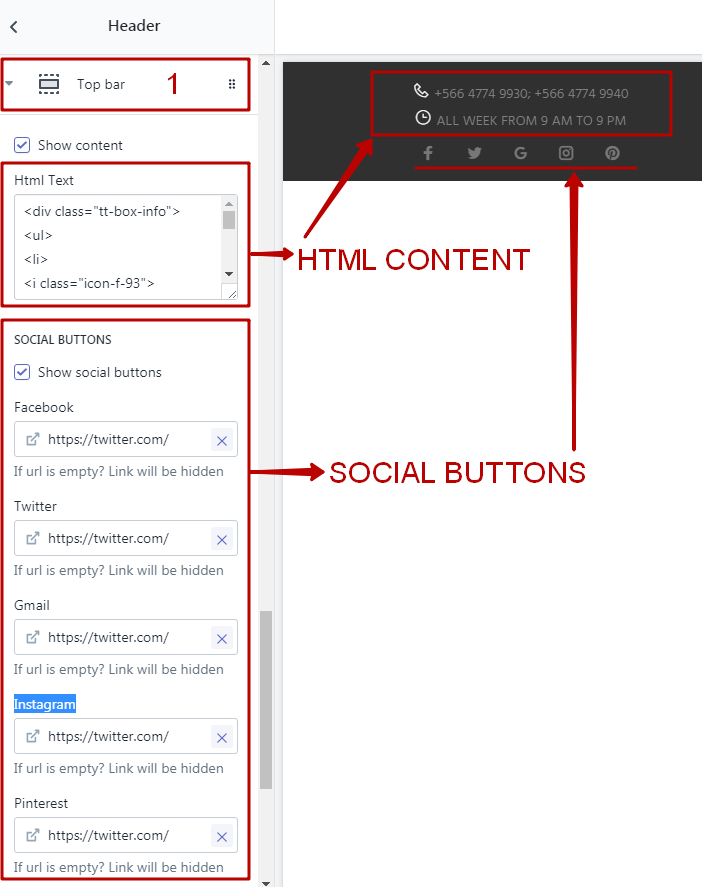 Header
Top bar
1
Show content
Html Text
<div class="tt-box-info">
<ul>
<li>
<i class="icon-f-93">
SOCIAL BUTTONS
Show social buttons
Facebook
https://twitter.com/
If url is empty? Link will be hidden
Twitter
https://twitter.com/
If url is empty? Link will be hidden
Gmail
https://twitter.com/
If url is empty? Link will be hidden
Instagram
https://twitter.com/
If url is empty? Link will be hidden
Pinterest
https://twitter.com/
If url is empty? Link will be hidden
+566 4774 9930; +566 4774 9940
ALL WEEK FROM 9 AM TO 9 PM
HTML CONTENT
SOCIAL BUTTONS